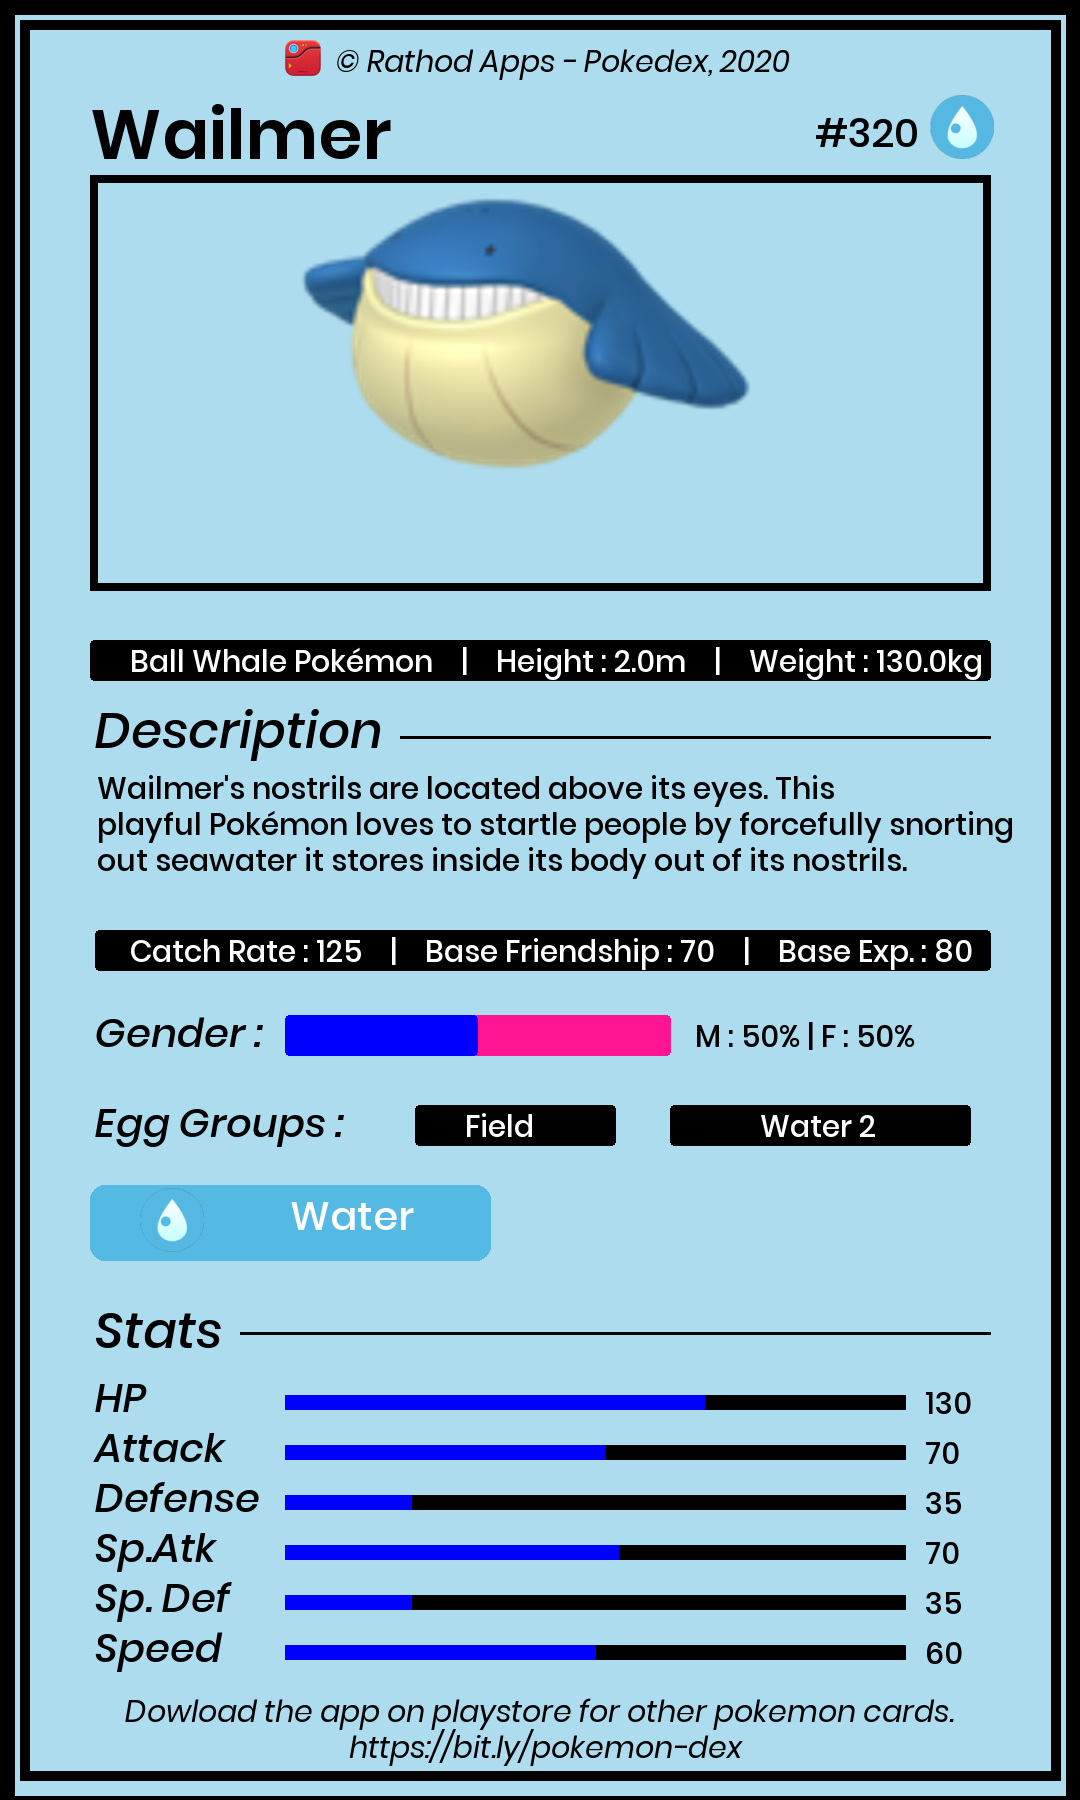 © Rathod Apps - Pokedex, 2020
Wailmer
#320
Ball Whale Pokémon | Height : 2.0m | Weight : 130.0kg
Description
Wailmer's nostrils are located above its eyes. This
playful Pokémon loves to startle people by forcefully snorting
out seawater it stores inside its body out of its nostrils.
Catch Rate : 125 | Base Friendship : 70 | Base Exp. : 80
Gender : M : 50% | F : 50%
Egg Groups : Field Water 2
Water
Stats
HP 130
Attack 70
Defense 35
Sp.Atk 70
Sp. Def 35
Speed 60
Dowload the app on playstore for other pokemon cards.
https://bit.ly/pokemon-dex